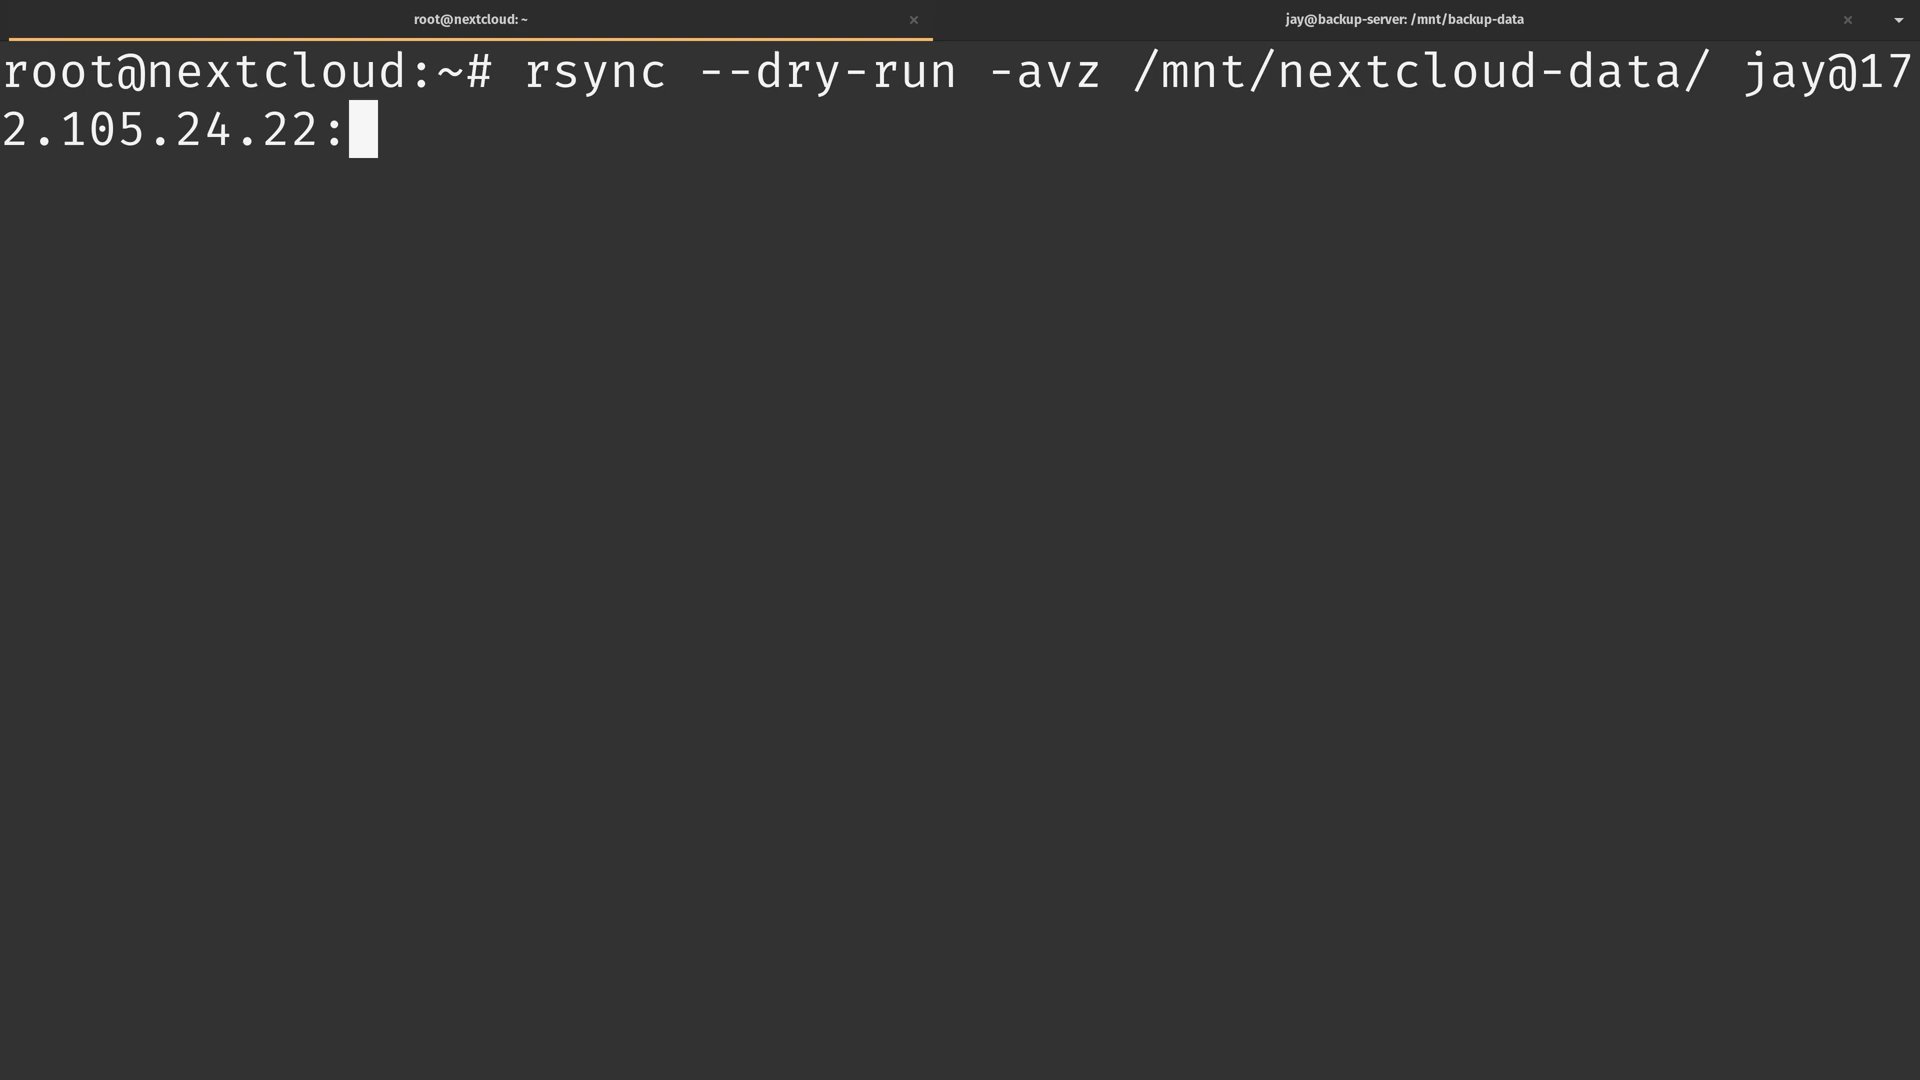 root@nextcloud: ~ × jay@backup-server: /mnt/backup-data ×
root@nextcloud:~# rsync --dry-run -avz /mnt/nextcloud-data/ jay@17
2.105.24.22: